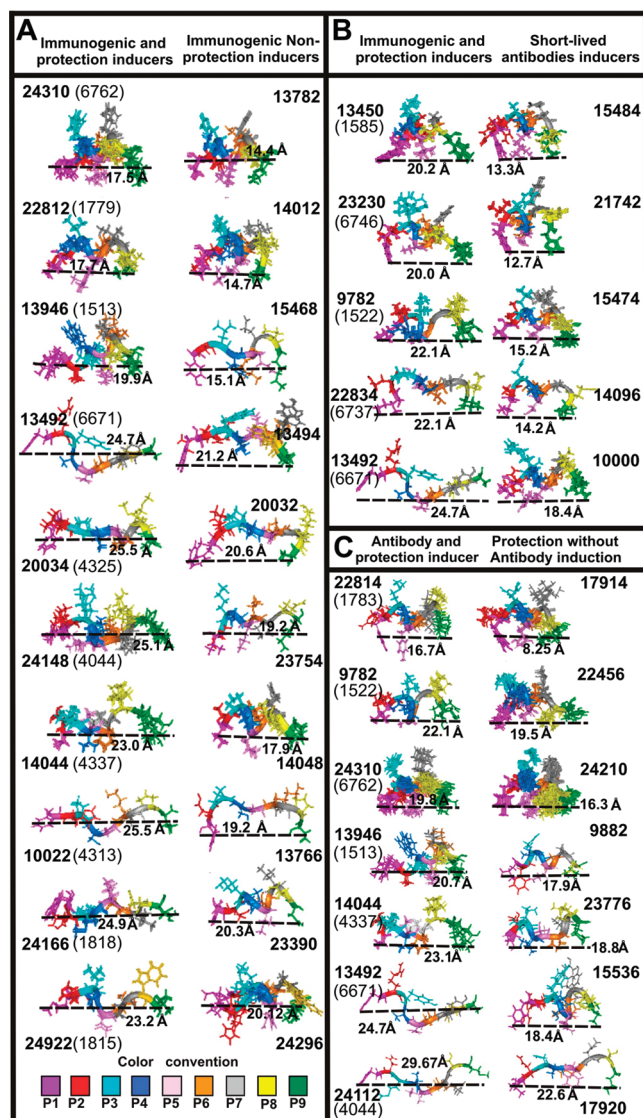 A
Immunogenic and protection inducers
Immunogenic Non-protection inducers
24310 (6762)
13782
17.5 Å
14.4 Å
22812 (1779)
14012
17.7 Å
14.7Å
13946 (1513)
15468
19.9Å
15.1Å
13492 (6671)
13494
24.7Å
21.2 Å
20032
25.5 Å
20.6 Å
20034 (4325)
25.1Å
19.2 Å
24148 (4044)
23754
23.0 Å
17.9Å
14044 (4337)
14048
25.5 Å
19.2 Å
10022 (4313)
13766
24.9Å
20.3Å
24166 (1818)
23390
23.2 Å
20.12 Å
24922(1815)
24296
Color convention
P1 P2 P3 P4 P5 P6 P7 P8 P9
B
Immunogenic and protection inducers
Short-lived antibodies inducers
13450
(1585)
15484
20.2 Å
13.3Å
23230
(6746)
21742
20.0 Å
12.7Å
9782
(1522)
15474
22.1Å
15.2 Å
22834
(6737)
14096
22.1Å
14.2 Å
13492
(6671)
10000
24.7Å
18.4Å
C
Antibody and protection inducer
Protection without Antibody induction
22814
(1783)
17914
16.7Å
8.25 Å
9782
(1522)
22456
22.1Å
19.5 Å
24310
(6762)
24210
19.8Å
16.3 Å
13946
(1513)
9882
20.7Å
17.9Å
14044
(4337)
23776
23.1Å
18.8Å
13492
(6671)
15536
24.7Å
18.4Å
29.67Å
24112
(4044)
22.6Å
17920